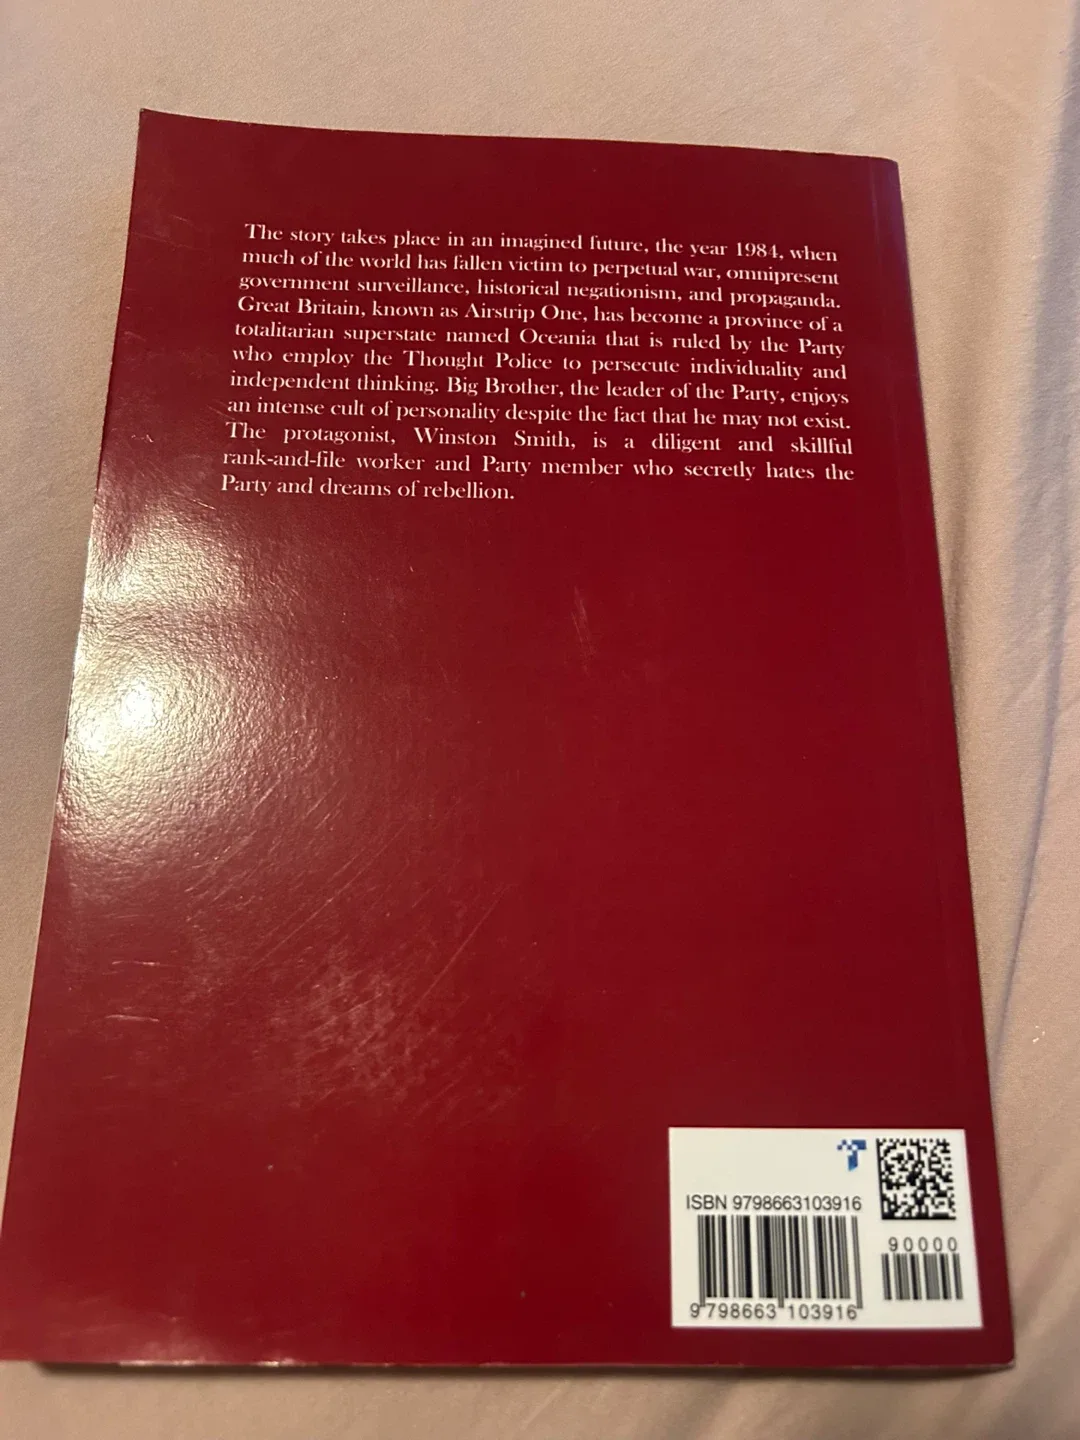 The story takes place in an imagined future, the year 1984, when
much of the world has fallen victim to perpetual war, omnipresent
government surveillance, historical negationism, and propaganda.
Great Britain, known as Airstrip One, has become a province of a
totalitarian superstate named Oceania that is ruled by the Party
who employ the Thought Police to persecute individuality and
independent thinking. Big Brother, the leader of the Party, enjoys
an intense cult of personality despite the fact that he may not exist.
The protagonist, Winston Smith, is a diligent and skillful
rank-and-file worker and Party member who secretly hates the
Party and dreams of rebellion.
ISBN 9798663103916
90000
9 798663 103916